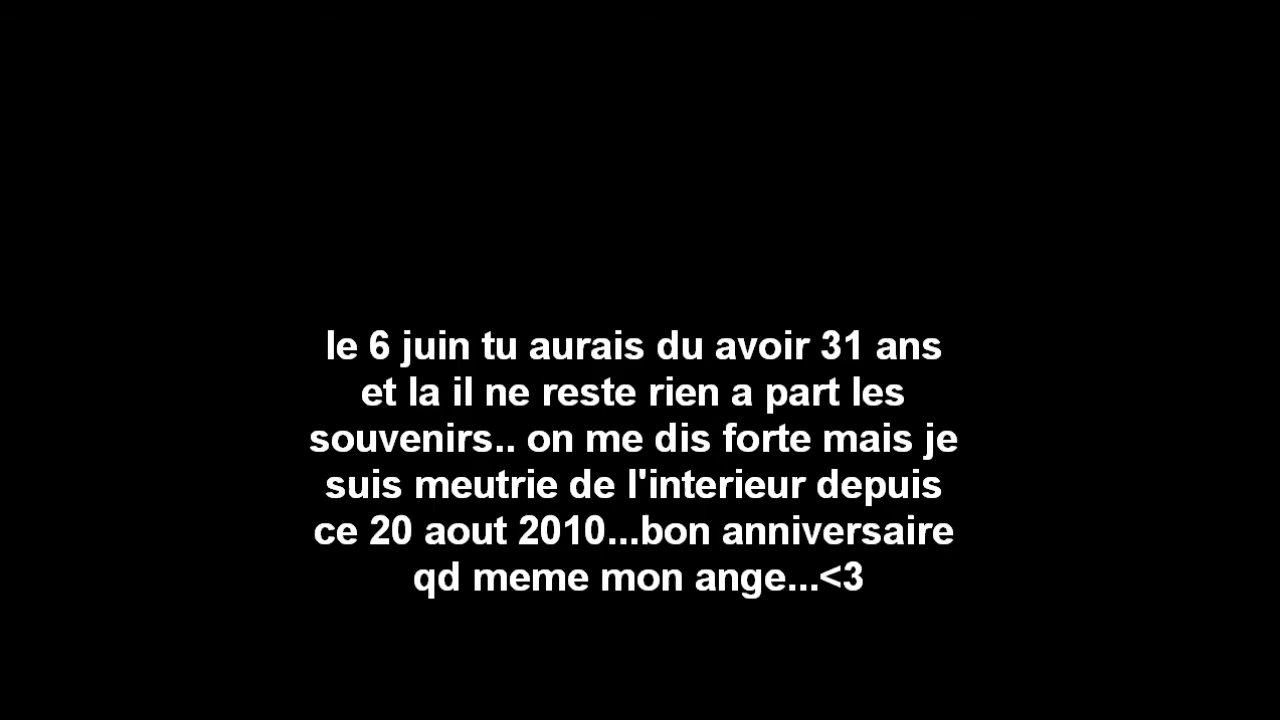 le 6 juin tu aurais du avoir 31 ans
et la il ne reste rien a part les
souvenirs.. on me dis forte mais je
suis meutrie de l'interieur depuis
ce 20 aout 2010...bon anniversaire
qd meme mon ange...<3